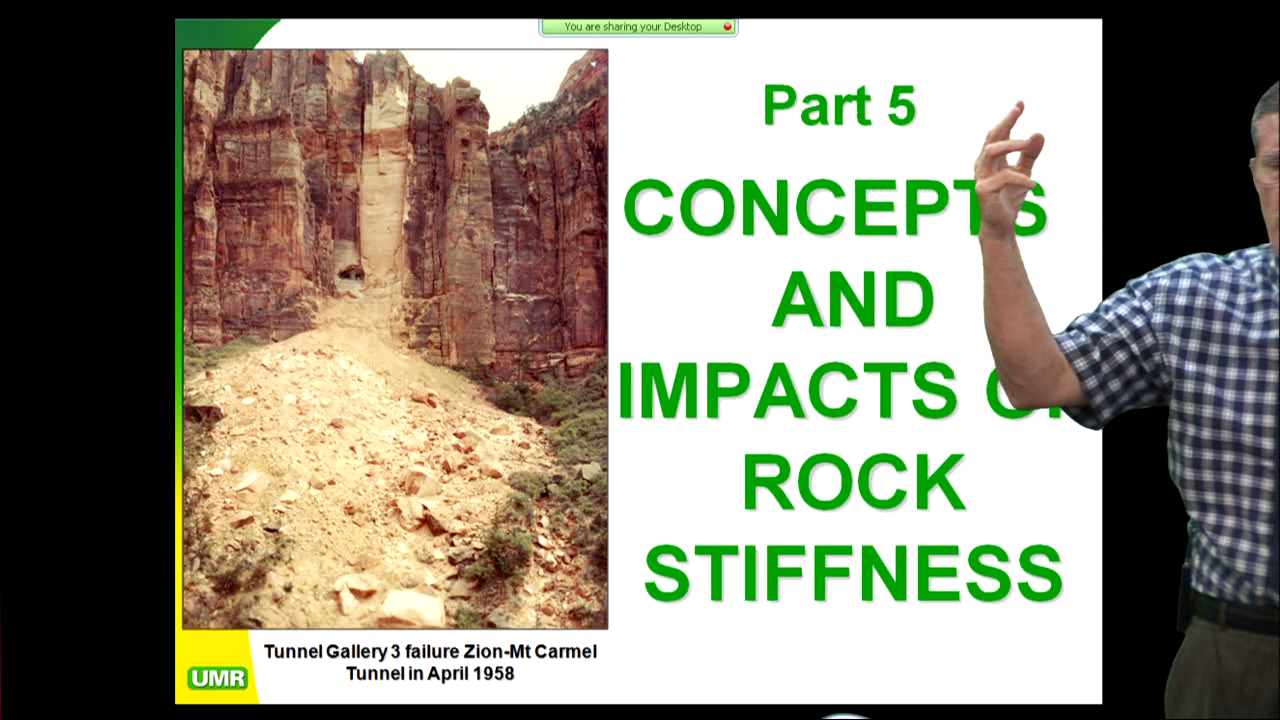 You are sharing your Desktop
Part 5
CONCEPTS
AND
IMPACTS
ROCK
STIFFNESS
Tunnel Gallery 3 failure Zion-Mt Carmel
Tunnel in April 1958
UMR